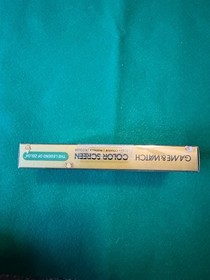 GAME & WATCH
COLOR SCREEN
THE LEGEND OF ZELDA